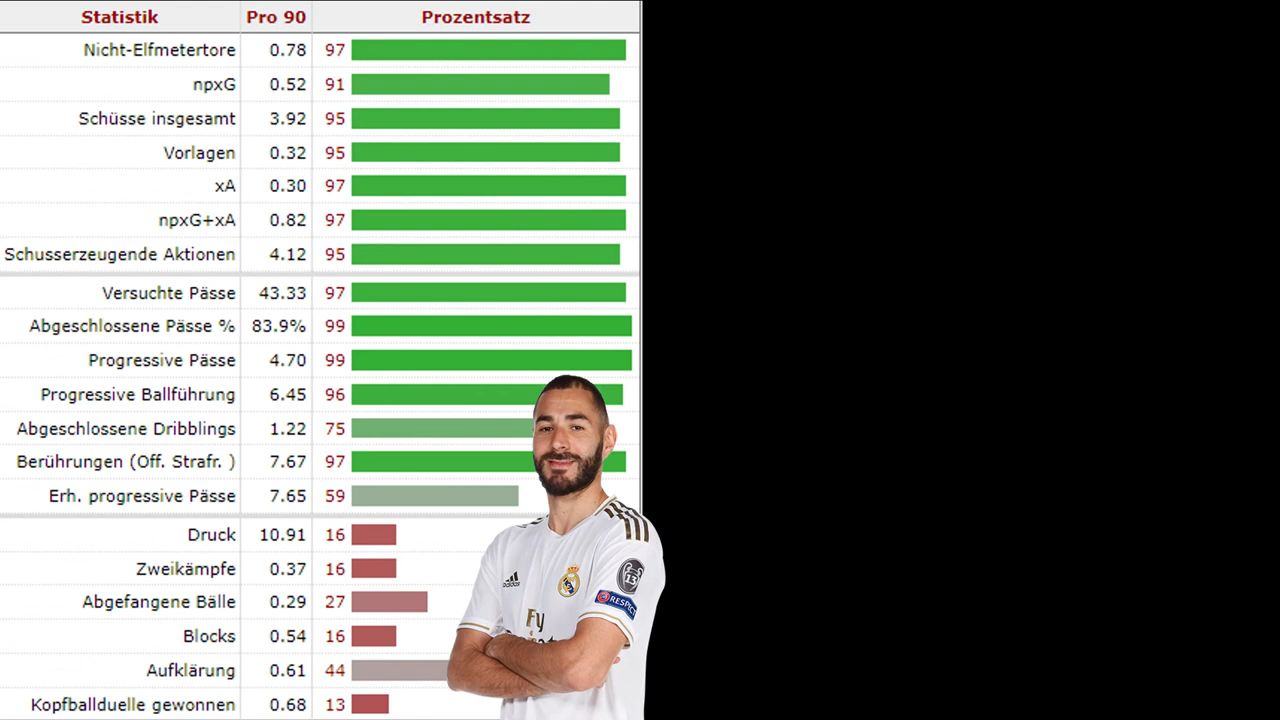 Statistik Pro 90 Prozentsatz
Nicht-Elfmetertore 0.78 97
npxG 0.52 91
Schüsse insgesamt 3.92 95
Vorlagen 0.32 95
xA 0.30 97
npxG+xA 0.82 97
Schusserzeugende Aktionen 4.12 95
Versuchte Pässe 43.33 97
Abgeschlossene Pässe % 83.9% 99
Progressive Pässe 4.70 99
Progressive Ballführung 6.45 96
Abgeschlossene Dribblings 1.22 75
Berührungen (Off. Strafr. ) 7.67 97
Erh. progressive Pässe 7.65 59
Druck 10.91 16
Zweikämpfe 0.37 16
Abgefangene Bälle 0.29 27
Blocks 0.54 16
Aufklärung 0.61 44
Kopfballduelle gewonnen 0.68 13
adidas
13
RESPECT
Fly